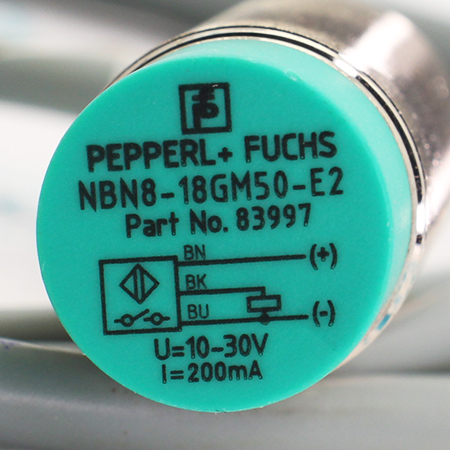 PEPPERL+ FUCHS
NBN8-18GM50-E2
Part No. 83997
BN (+)
BK
BU (-)
U=10-30V
I=200mA